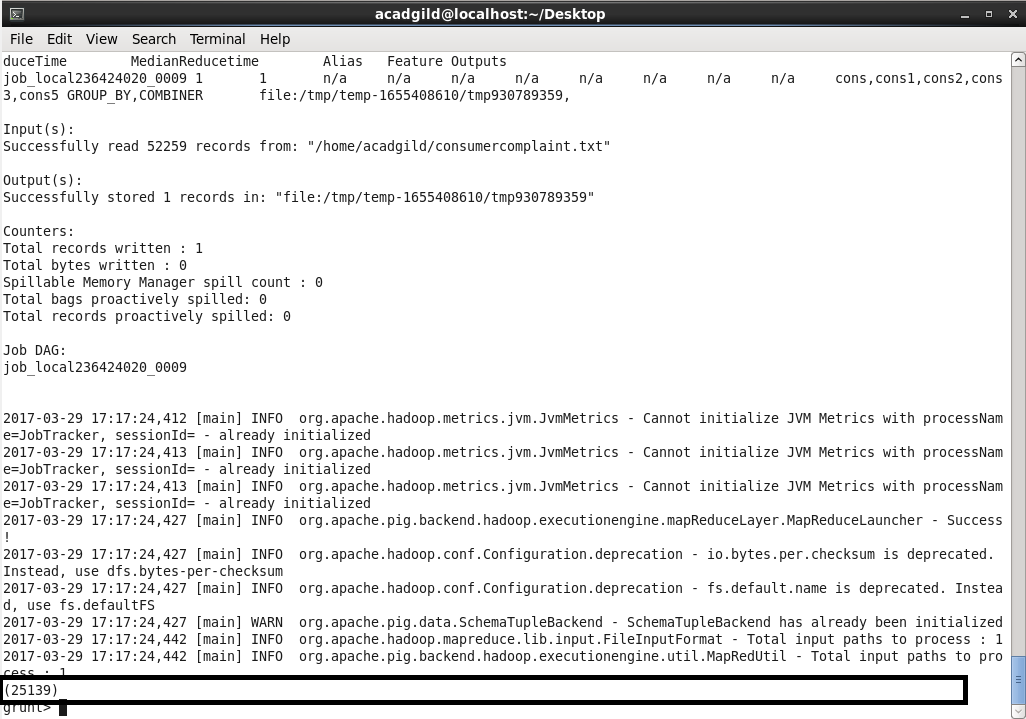 acadgild@localhost:~/Desktop
File Edit View Search Terminal Help
duceTime MedianReducetime Alias Feature Outputs
job_local236424020_0009 1 1 n/a n/a n/a n/a n/a n/a n/a n/a cons,cons1,cons2,cons
3,cons5 GROUP_BY,COMBINER file:/tmp/temp-1655408610/tmp930789359,
Input(s):
Successfully read 52259 records from: "/home/acadgild/consumercomplaint.txt"
Output(s):
Successfully stored 1 records in: "file:/tmp/temp-1655408610/tmp930789359"
Counters:
Total records written : 1
Total bytes written : 0
Spillable Memory Manager spill count : 0
Total bags proactively spilled: 0
Total records proactively spilled: 0
Job DAG:
job_local236424020_0009
2017-03-29 17:17:24,412 [main] INFO org.apache.hadoop.metrics.jvm.JvmMetrics - Cannot initialize JVM Metrics with processNam
e=JobTracker, sessionId= - already initialized
2017-03-29 17:17:24,413 [main] INFO org.apache.hadoop.metrics.jvm.JvmMetrics - Cannot initialize JVM Metrics with processNam
e=JobTracker, sessionId= - already initialized
2017-03-29 17:17:24,413 [main] INFO org.apache.hadoop.metrics.jvm.JvmMetrics - Cannot initialize JVM Metrics with processNam
e=JobTracker, sessionId= - already initialized
2017-03-29 17:17:24,427 [main] INFO org.apache.pig.backend.hadoop.executionengine.mapReduceLayer.MapReduceLauncher - Success
!
2017-03-29 17:17:24,427 [main] INFO org.apache.hadoop.conf.Configuration.deprecation - io.bytes.per.checksum is deprecated.
Instead, use dfs.bytes-per-checksum
2017-03-29 17:17:24,427 [main] INFO org.apache.hadoop.conf.Configuration.deprecation - fs.default.name is deprecated. Instea
d, use fs.defaultFS
2017-03-29 17:17:24,427 [main] WARN org.apache.pig.data.SchemaTupleBackend - SchemaTupleBackend has already been initialized
2017-03-29 17:17:24,442 [main] INFO org.apache.hadoop.mapreduce.lib.input.FileInputFormat - Total input paths to process : 1
2017-03-29 17:17:24,442 [main] INFO org.apache.pig.backend.hadoop.executionengine.util.MapRedUtil - Total input paths to pro
cess : 1
(25139)
grunt>